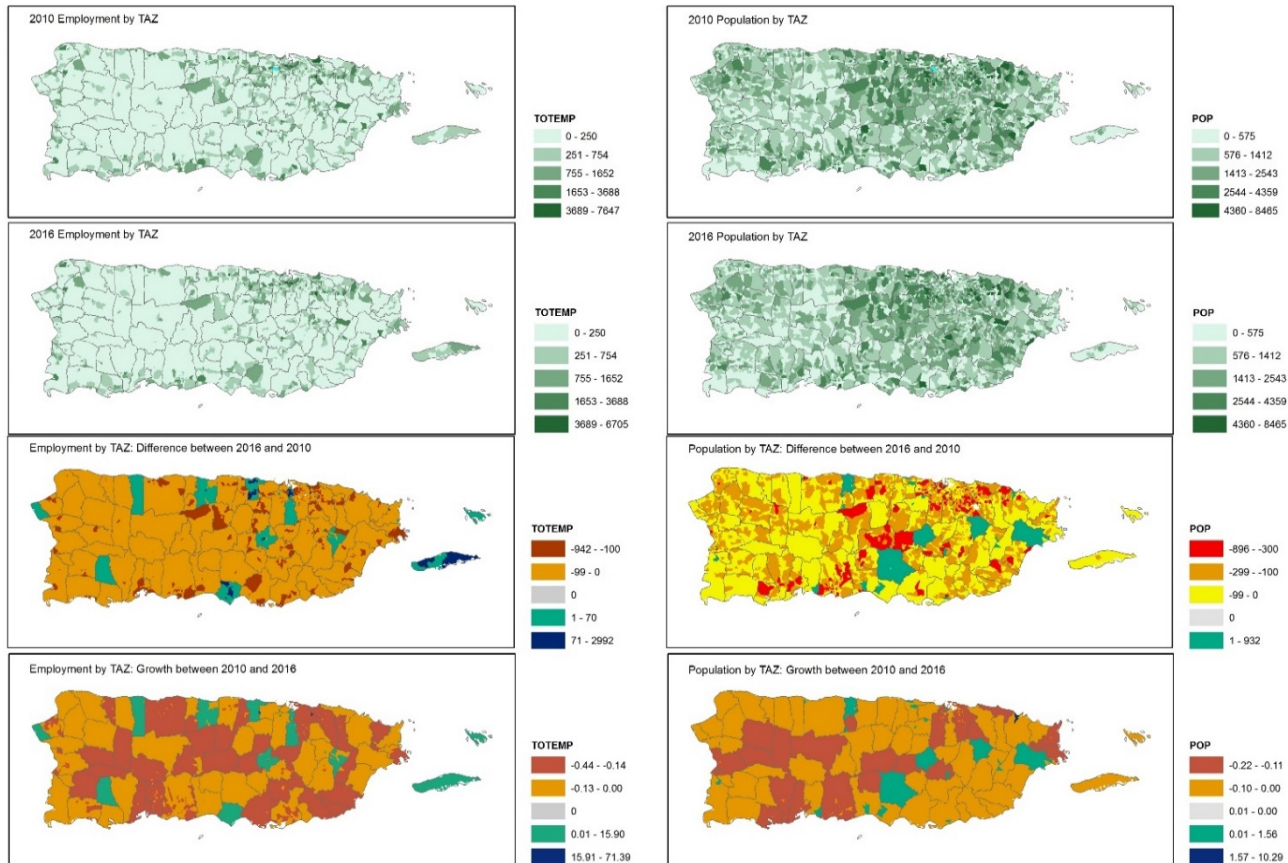 2010 Employment by TAZ
TOTEMP
0 - 250
251 - 754
755 - 1652
1653 - 3688
3689 - 7647
2010 Population by TAZ
POP
0 - 575
576 - 1412
1413 - 2543
2544 - 4359
4360 - 8465
2016 Employment by TAZ
TOTEMP
0 - 250
251 - 754
755 - 1652
1653 - 3688
3689 - 6705
2016 Population by TAZ
POP
0 - 575
576 - 1412
1413 - 2543
2544 - 4359
4360 - 8465
Employment by TAZ: Difference between 2016 and 2010
TOTEMP
-942 - -100
-99 - 0
0
1 - 70
71 - 2992
Population by TAZ: Difference between 2016 and 2010
POP
-896 - -300
-299 - -100
-99 - 0
0
1 - 932
Employment by TAZ: Growth between 2010 and 2016
TOTEMP
-0.44 - -0.14
-0.13 - 0.00
0
0.01 - 15.90
15.91 - 71.39
Population by TAZ: Growth between 2010 and 2016
POP
-0.22 - -0.11
-0.10 - 0.00
0.01 - 0.00
0.01 - 1.56
1.57 - 10.29